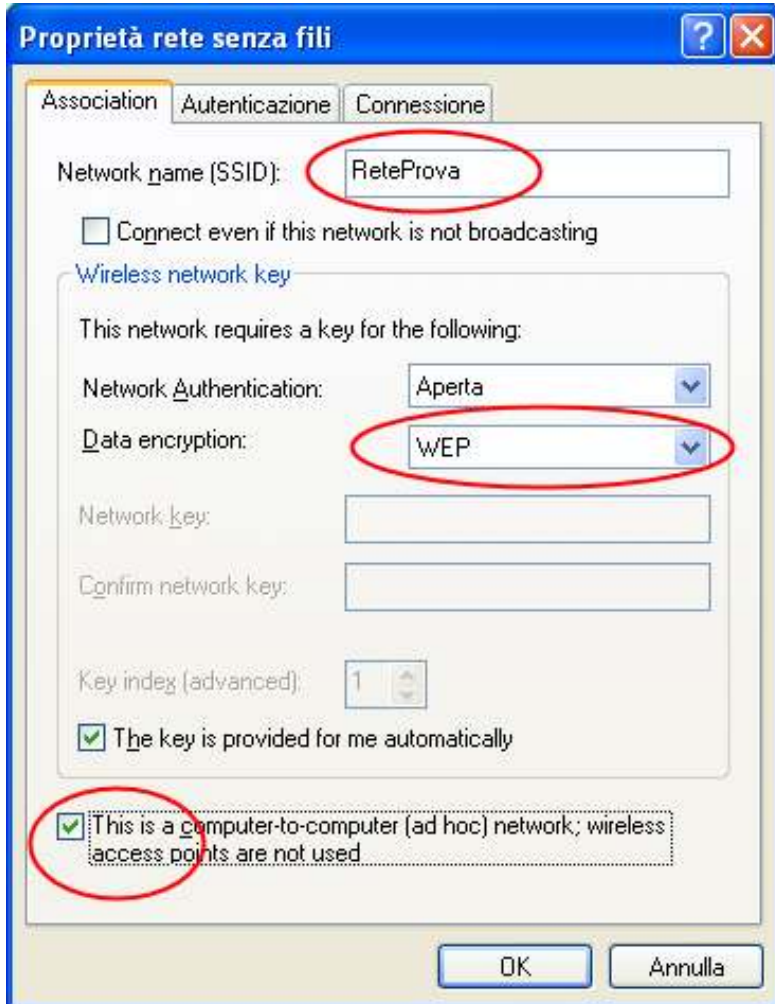 Proprietà rete senza fili
Association Autenticazione Connessione
Network name (SSID): ReteProva
Connect even if this network is not broadcasting
Wireless network key
This network requires a key for the following:
Network Authentication: Aperta
Data encryption: WEP
Network key:
Confirm network key:
Key index (advanced): 1
The key is provided for me automatically
This is a computer-to-computer (ad hoc) network; wireless
access points are not used
OK Annulla